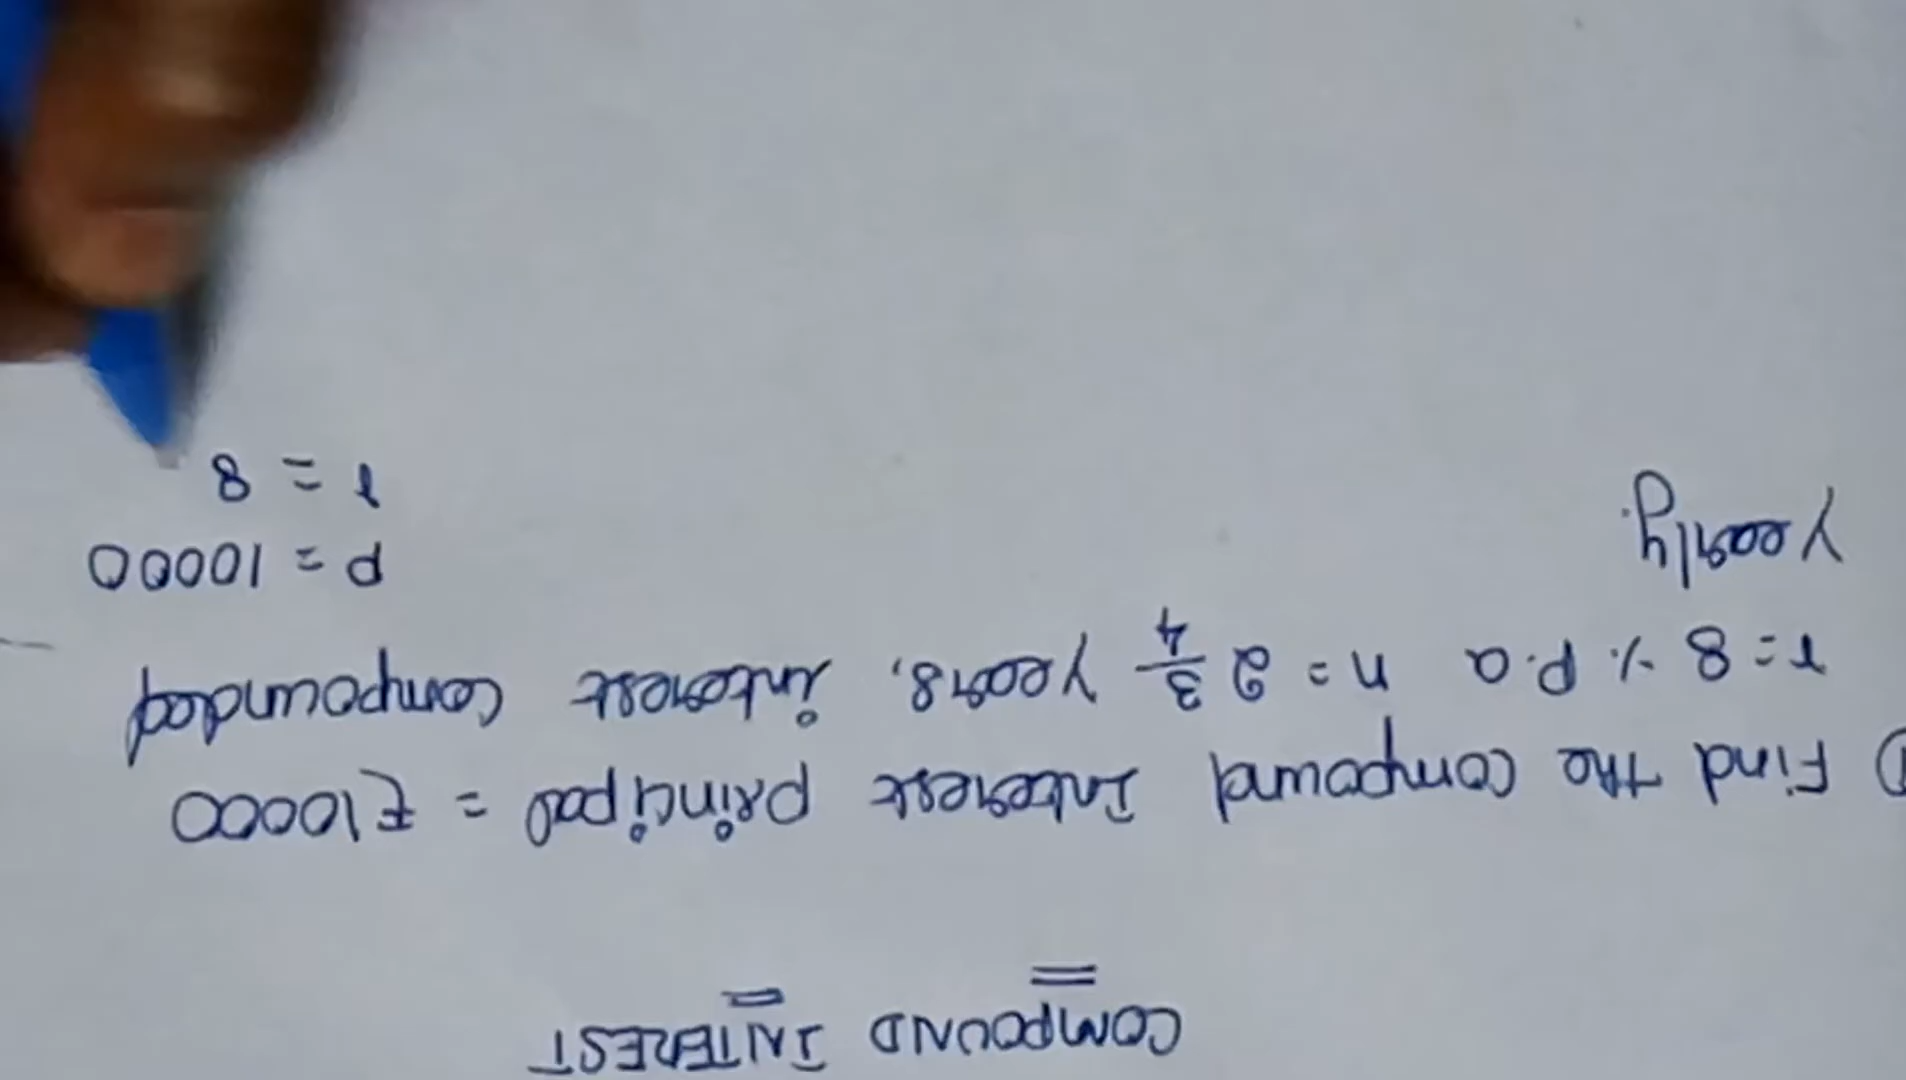 COMPOUND INTEREST
① Find the compound Interest principal = ₹10000
r = 8 % P.a n = 2 3/4 years, interest compounded
Yearly.
P = 10000
r = 8